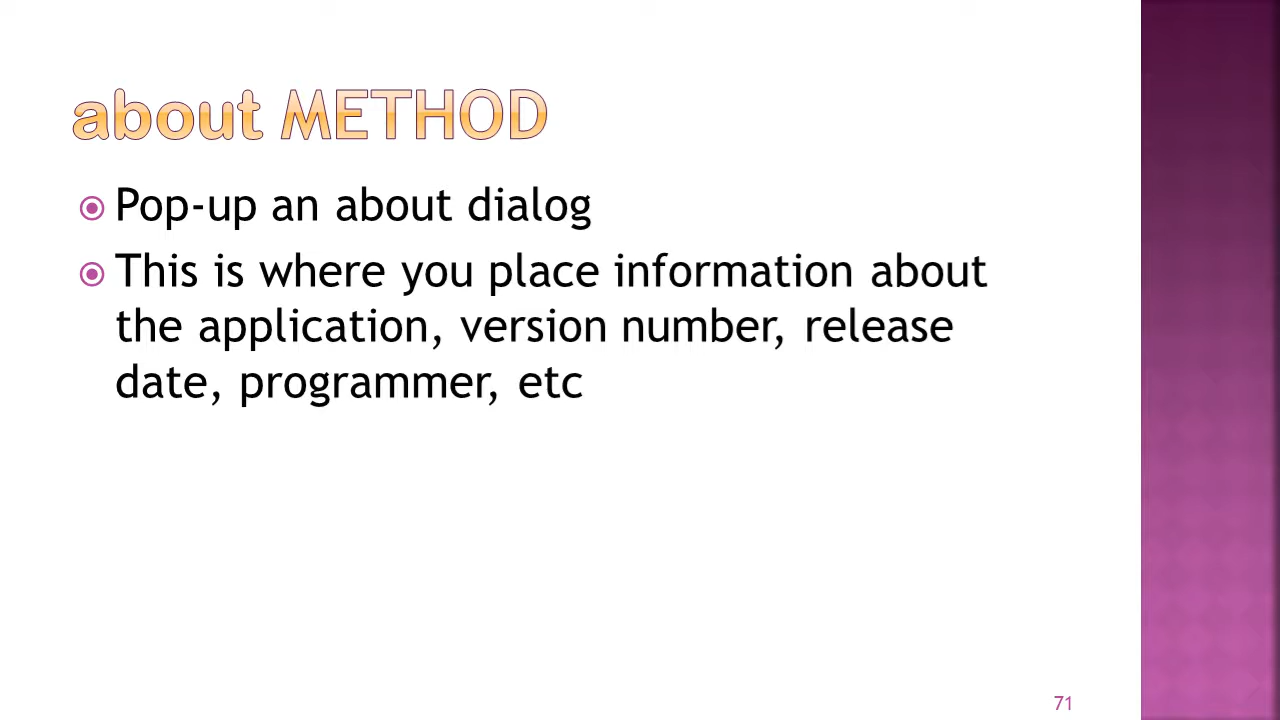 about METHOD
Pop-up an about dialog
This is where you place information about
the application, version number, release
date, programmer, etc
71